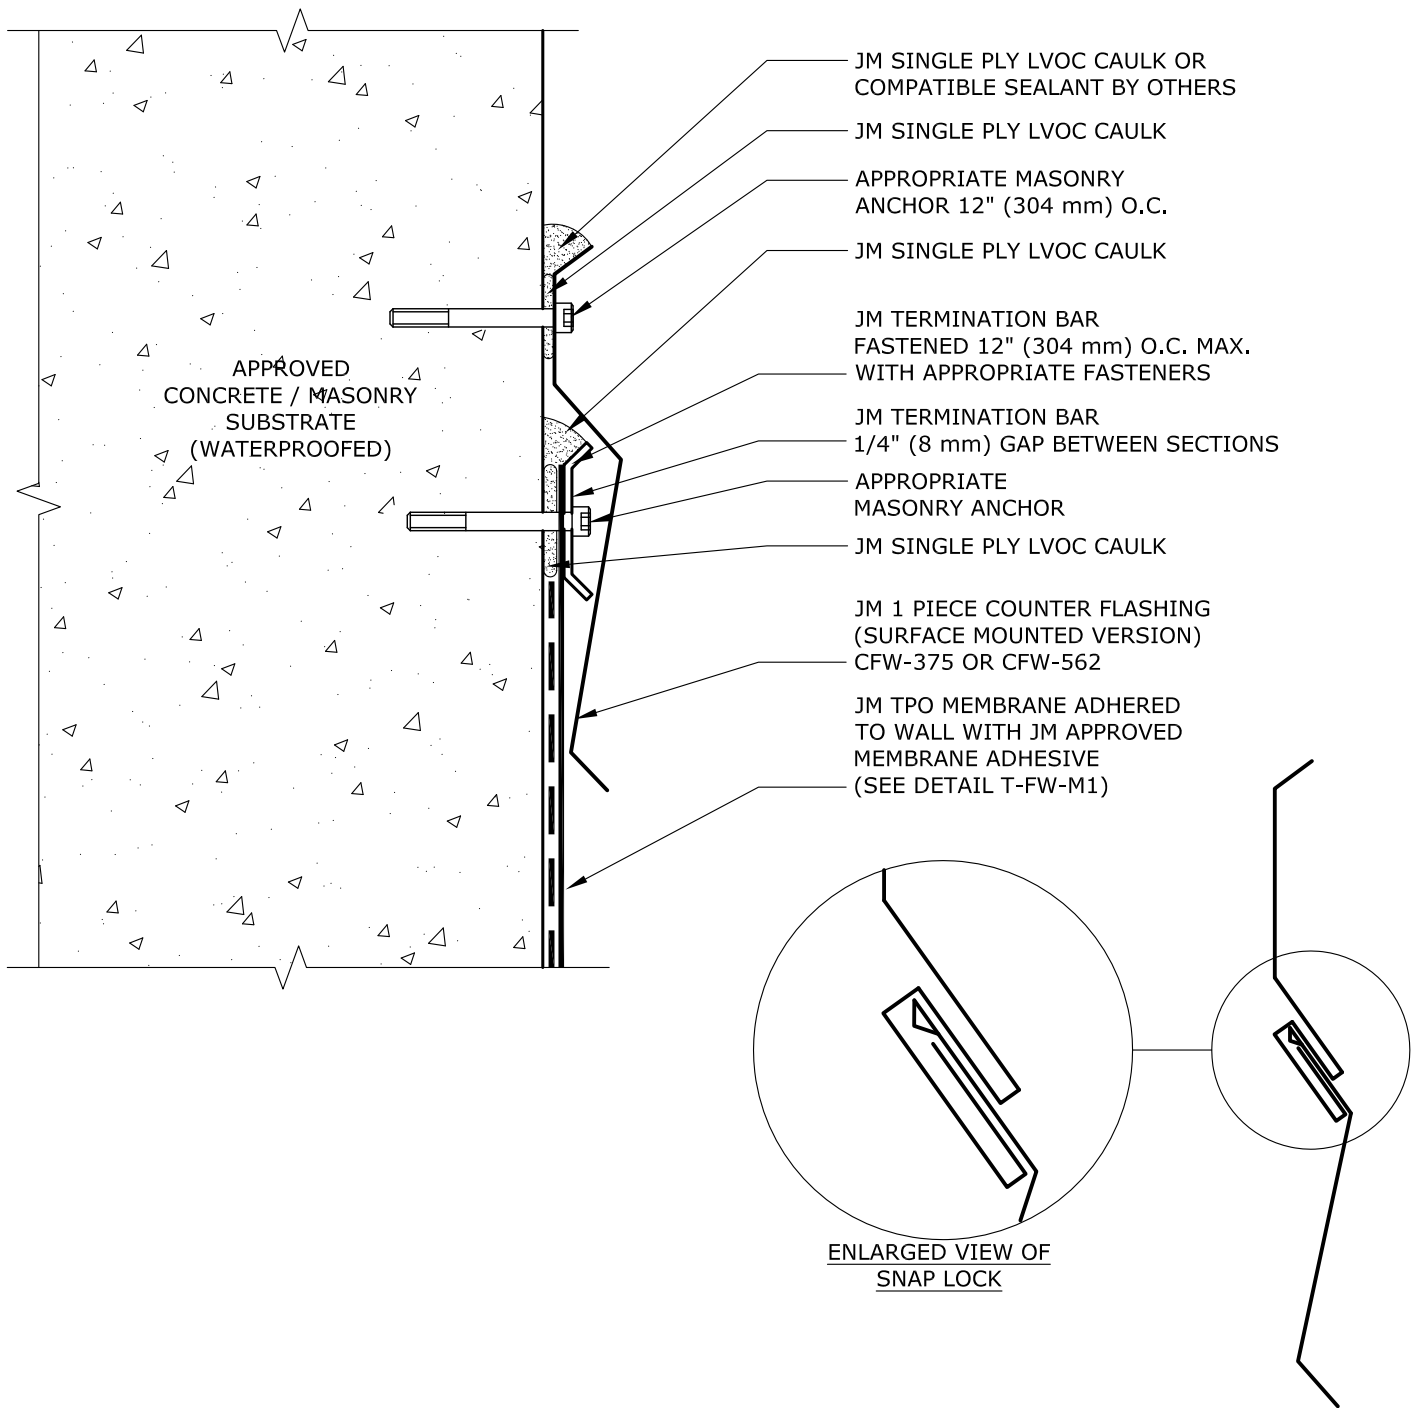 JM SINGLE PLY LVOC CAULK OR
COMPATIBLE SEALANT BY OTHERS
JM SINGLE PLY LVOC CAULK
APPROPRIATE MASONRY
ANCHOR 12" (304 mm) O.C.
JM SINGLE PLY LVOC CAULK
JM TERMINATION BAR
FASTENED 12" (304 mm) O.C. MAX.
WITH APPROPRIATE FASTENERS
APPROVED
CONCRETE / MASONRY
SUBSTRATE
(WATERPROOFED)
JM TERMINATION BAR
1/4" (8 mm) GAP BETWEEN SECTIONS
APPROPRIATE
MASONRY ANCHOR
JM SINGLE PLY LVOC CAULK
JM 1 PIECE COUNTER FLASHING
(SURFACE MOUNTED VERSION)
CFW-375 OR CFW-562
JM TPO MEMBRANE ADHERED
TO WALL WITH JM APPROVED
MEMBRANE ADHESIVE
(SEE DETAIL T-FW-M1)
ENLARGED VIEW OF
SNAP LOCK